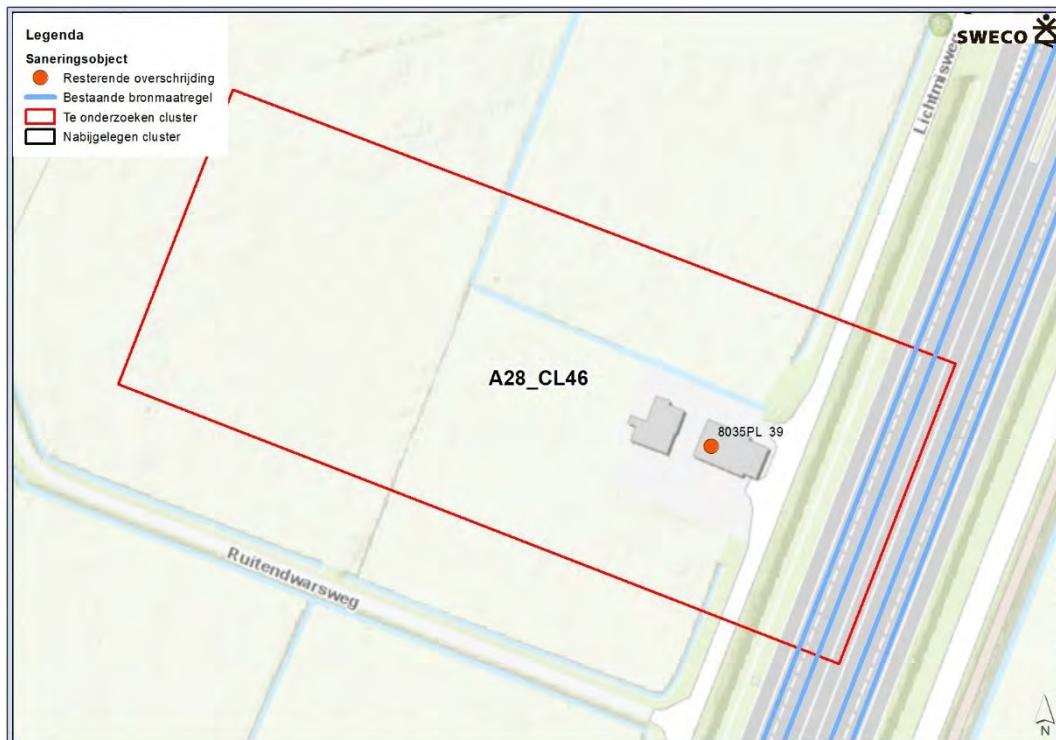 Legenda
Saneringsobject
Resterende overschrijding
Bestaande bronmaatregel
Te onderzoeken cluster
Nabijgelegen cluster
SWECO
Lichtmisweg
A28_CL46
8035PL 39
Ruitendwarsweg
N